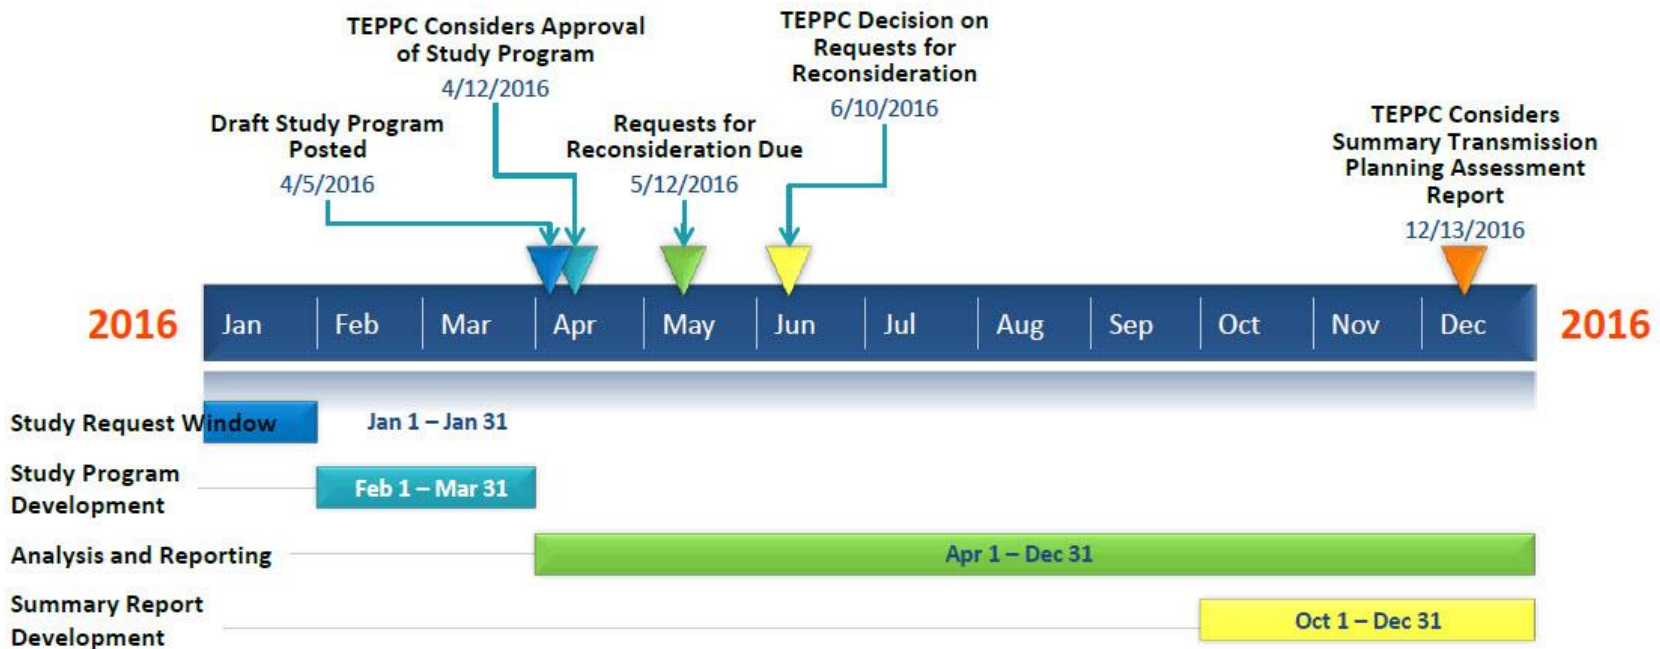 TEPPC Considers Approval
of Study Program
4/12/2016
TEPPC Decision on
Requests for
Reconsideration
6/10/2016
Draft Study Program
Posted
4/5/2016
Requests for
Reconsideration Due
5/12/2016
TEPPC Considers
Summary Transmission
Planning Assessment
Report
12/13/2016
2016 Jan Feb Mar Apr May Jun Jul Aug Sep Oct Nov Dec 2016
Study Request Window Jan 1 – Jan 31
Study Program
Development
Feb 1 – Mar 31
Analysis and Reporting Apr 1 – Dec 31
Summary Report
Development
Oct 1 – Dec 31